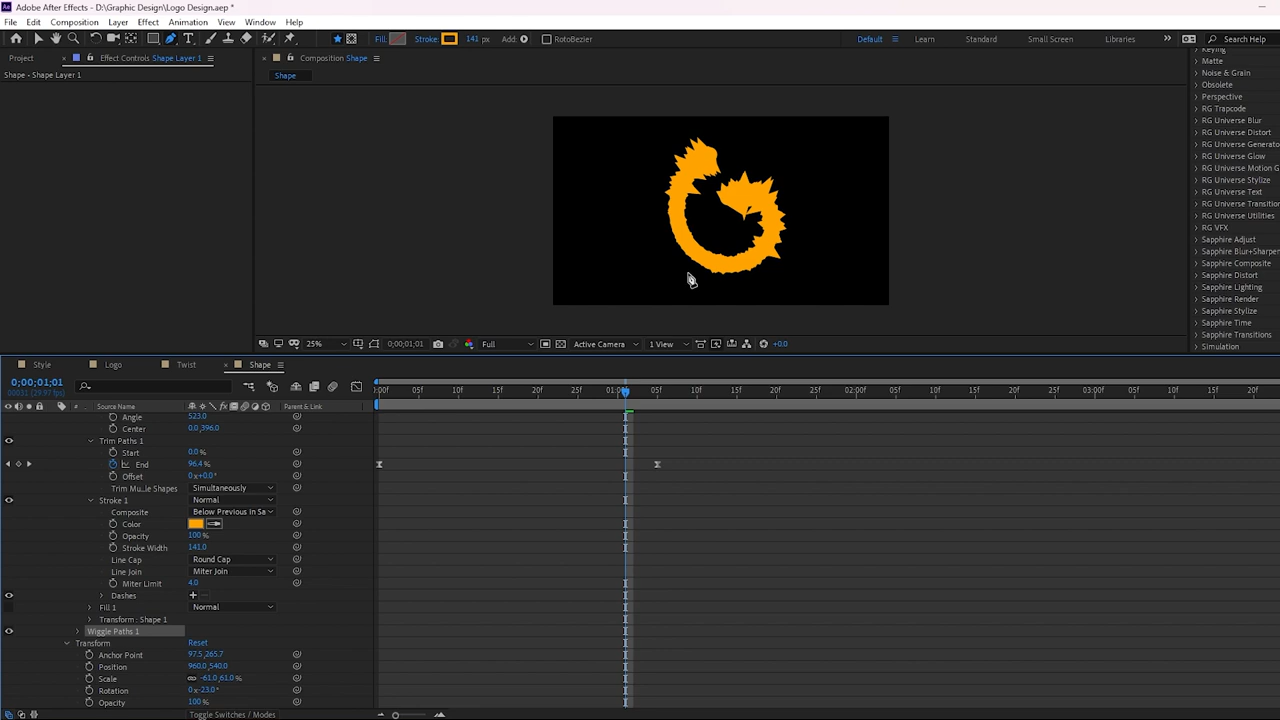 Adobe After Effects - D:\Graphic Design\Logo Design.aep *
File Edit Composition Layer Effect Animation View Window Help
Fill: Stroke: 141 px Add: RotoBezier Default Learn Standard Small Screen Libraries Search Help
Project Effect Controls Shape Layer 1 Composition Shape
Shape - Shape Layer 1
Shape
Keying
Matte
Noise & Grain
Obsolete
Perspective
RG Trapcode
RG Universe Blur
RG Universe Distort
RG Universe Generato
RG Universe Glow
RG Universe Motion G
RG Universe Stylize
RG Universe Text
RG Universe Transitio
RG Universe Utilities
RG VFX
Sapphire Adjust
Sapphire Blur+Sharpe
Sapphire Composite
Sapphire Distort
Sapphire Lighting
Sapphire Render
Sapphire Stylize
Sapphire Time
Sapphire Transitions
Simulation
25% 0;00;01;01 Full Active Camera 1 View +0.0
Style Logo Twist Shape
0;00;01;01
00031 (29.97 fps)
:00f 05f 10f 15f 20f 25f 01:00f 05f 10f 15f 20f 25f 02:00f 05f 10f 15f 20f 25f 03:00f 05f 10f 15f 20f
# Source Name Parent & Link
Angle 523.0
Center 0.0,396.0
Trim Paths 1
Start 0.0 %
End 96.4 %
Offset 0x+0.0°
Trim Mu...le Shapes Simultaneously
Stroke 1 Normal
Composite Below Previous in Sa
Color
Opacity 100 %
Stroke Width 141.0
Line Cap Round Cap
Line Join Miter Join
Miter Limit 4.0
Dashes + -
Fill 1 Normal
Transform : Shape 1
Wiggle Paths 1
Transform Reset
Anchor Point 97.5,265.7
Position 960.0,540.0
Scale -61.0,61.0%
Rotation 0x-23.0°
Opacity 100 %
Toggle Switches / Modes